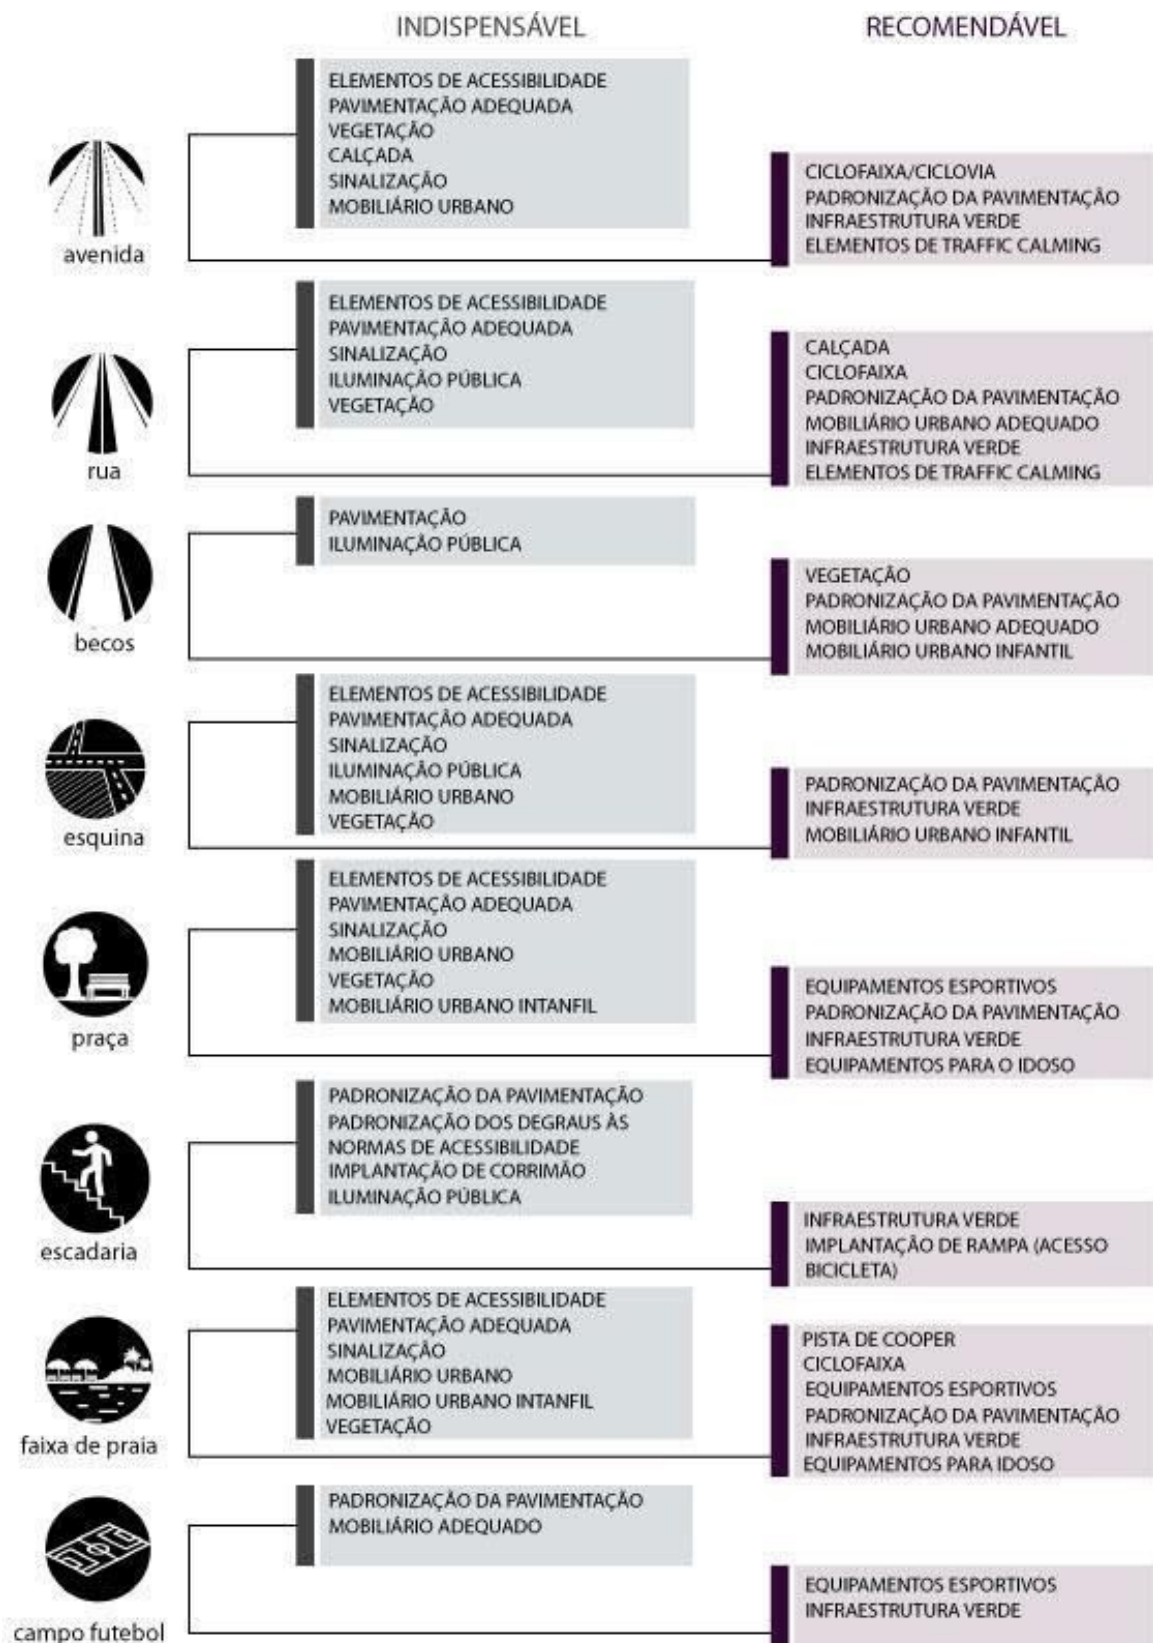 INDISPENSÁVEL
RECOMENDÁVEL
avenida
ELEMENTOS DE ACESSIBILIDADE
PAVIMENTAÇÃO ADEQUADA
VEGETAÇÃO
CALÇADA
SINALIZAÇÃO
MOBILIÁRIO URBANO
CICLOFAIXA/CICLOVIA
PADRONIZAÇÃO DA PAVIMENTAÇÃO
INFRAESTRUTURA VERDE
ELEMENTOS DE TRAFFIC CALMING
rua
ELEMENTOS DE ACESSIBILIDADE
PAVIMENTAÇÃO ADEQUADA
SINALIZAÇÃO
ILUMINAÇÃO PÚBLICA
VEGETAÇÃO
CALÇADA
CICLOFAIXA
PADRONIZAÇÃO DA PAVIMENTAÇÃO
MOBILIÁRIO URBANO ADEQUADO
INFRAESTRUTURA VERDE
ELEMENTOS DE TRAFFIC CALMING
becos
PAVIMENTAÇÃO
ILUMINAÇÃO PÚBLICA
VEGETAÇÃO
PADRONIZAÇÃO DA PAVIMENTAÇÃO
MOBILIÁRIO URBANO ADEQUADO
MOBILIÁRIO URBANO INFANTIL
esquina
ELEMENTOS DE ACESSIBILIDADE
PAVIMENTAÇÃO ADEQUADA
SINALIZAÇÃO
ILUMINAÇÃO PÚBLICA
MOBILIÁRIO URBANO
VEGETAÇÃO
PADRONIZAÇÃO DA PAVIMENTAÇÃO
INFRAESTRUTURA VERDE
MOBILIÁRIO URBANO INFANTIL
praça
ELEMENTOS DE ACESSIBILIDADE
PAVIMENTAÇÃO ADEQUADA
SINALIZAÇÃO
MOBILIÁRIO URBANO
VEGETAÇÃO
MOBILIÁRIO URBANO INTANFIL
EQUIPAMENTOS ESPORTIVOS
PADRONIZAÇÃO DA PAVIMENTAÇÃO
INFRAESTRUTURA VERDE
EQUIPAMENTOS PARA O IDOSO
escadaria
PADRONIZAÇÃO DA PAVIMENTAÇÃO
PADRONIZAÇÃO DOS DEGRAUS ÀS
NORMAS DE ACESSIBILIDADE
IMPLANTAÇÃO DE CORRIMÃO
ILUMINAÇÃO PÚBLICA
INFRAESTRUTURA VERDE
IMPLANTAÇÃO DE RAMPA (ACESSO
BICICLETA)
faixa de praia
ELEMENTOS DE ACESSIBILIDADE
PAVIMENTAÇÃO ADEQUADA
SINALIZAÇÃO
MOBILIÁRIO URBANO
MOBILIÁRIO URBANO INTANFIL
VEGETAÇÃO
PISTA DE COOPER
CICLOFAIXA
EQUIPAMENTOS ESPORTIVOS
PADRONIZAÇÃO DA PAVIMENTAÇÃO
INFRAESTRUTURA VERDE
EQUIPAMENTOS PARA IDOSO
campo futebol
PADRONIZAÇÃO DA PAVIMENTAÇÃO
MOBILIÁRIO ADEQUADO
EQUIPAMENTOS ESPORTIVOS
INFRAESTRUTURA VERDE